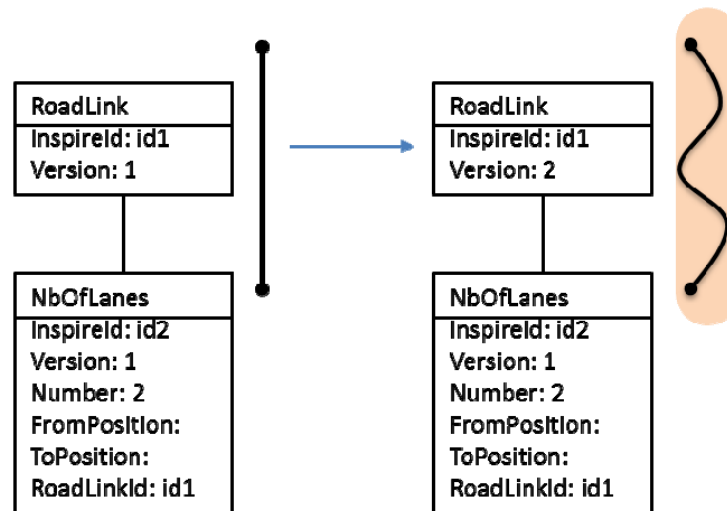 RoadLink
InspireId: id1
Version: 1
NbOfLanes
InspireId: id2
Version: 1
Number: 2
FromPosition:
ToPosition:
RoadLinkId: id1
RoadLink
InspireId: id1
Version: 2
NbOfLanes
InspireId: id2
Version: 1
Number: 2
FromPosition:
ToPosition:
RoadLinkId: id1